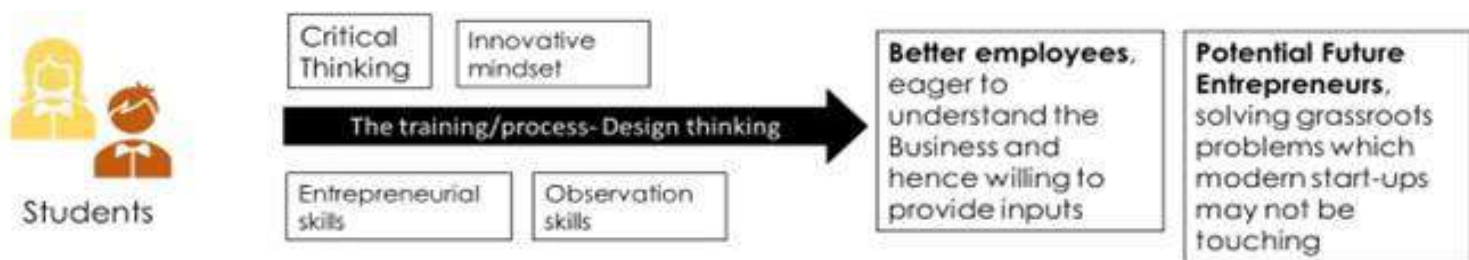 Students
Critical
Thinking
Innovative
mindset
The training/process- Design thinking
Entrepreneurial
skills
Observation
skills
Better employees,
eager to
understand the
Business and
hence willing to
provide inputs
Potential Future
Entrepreneurs,
solving grassroots
problems which
modern start-ups
may not be
touching